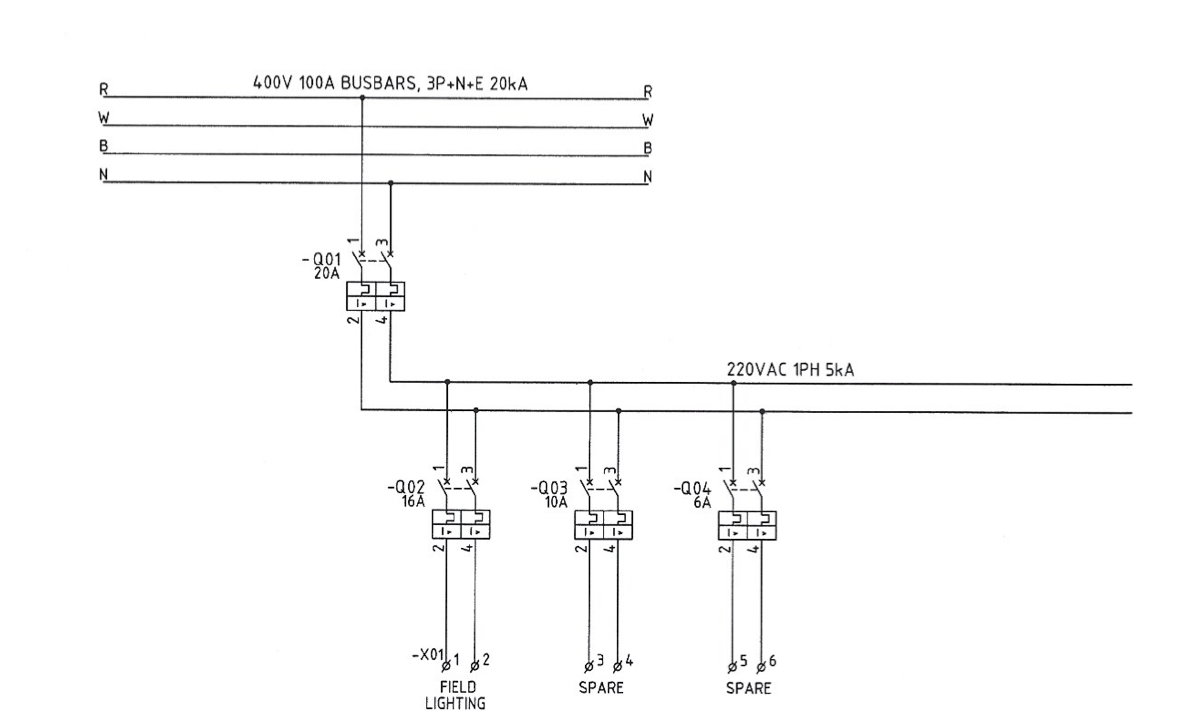 400V 100A BUSBARS, 3P+N+E 20kA
R R
W W
B B
N N
1 3
-Q01
20A
I> I>
2 4
220VAC 1PH 5kA
1 3 1 3 1 3
-Q02 -Q03 -Q04
16A 10A 6A
I> I> I> I> I> I>
2 4 2 4 2 4
-X01 1 2 3 4 5 6
FIELD SPARE SPARE
LIGHTING